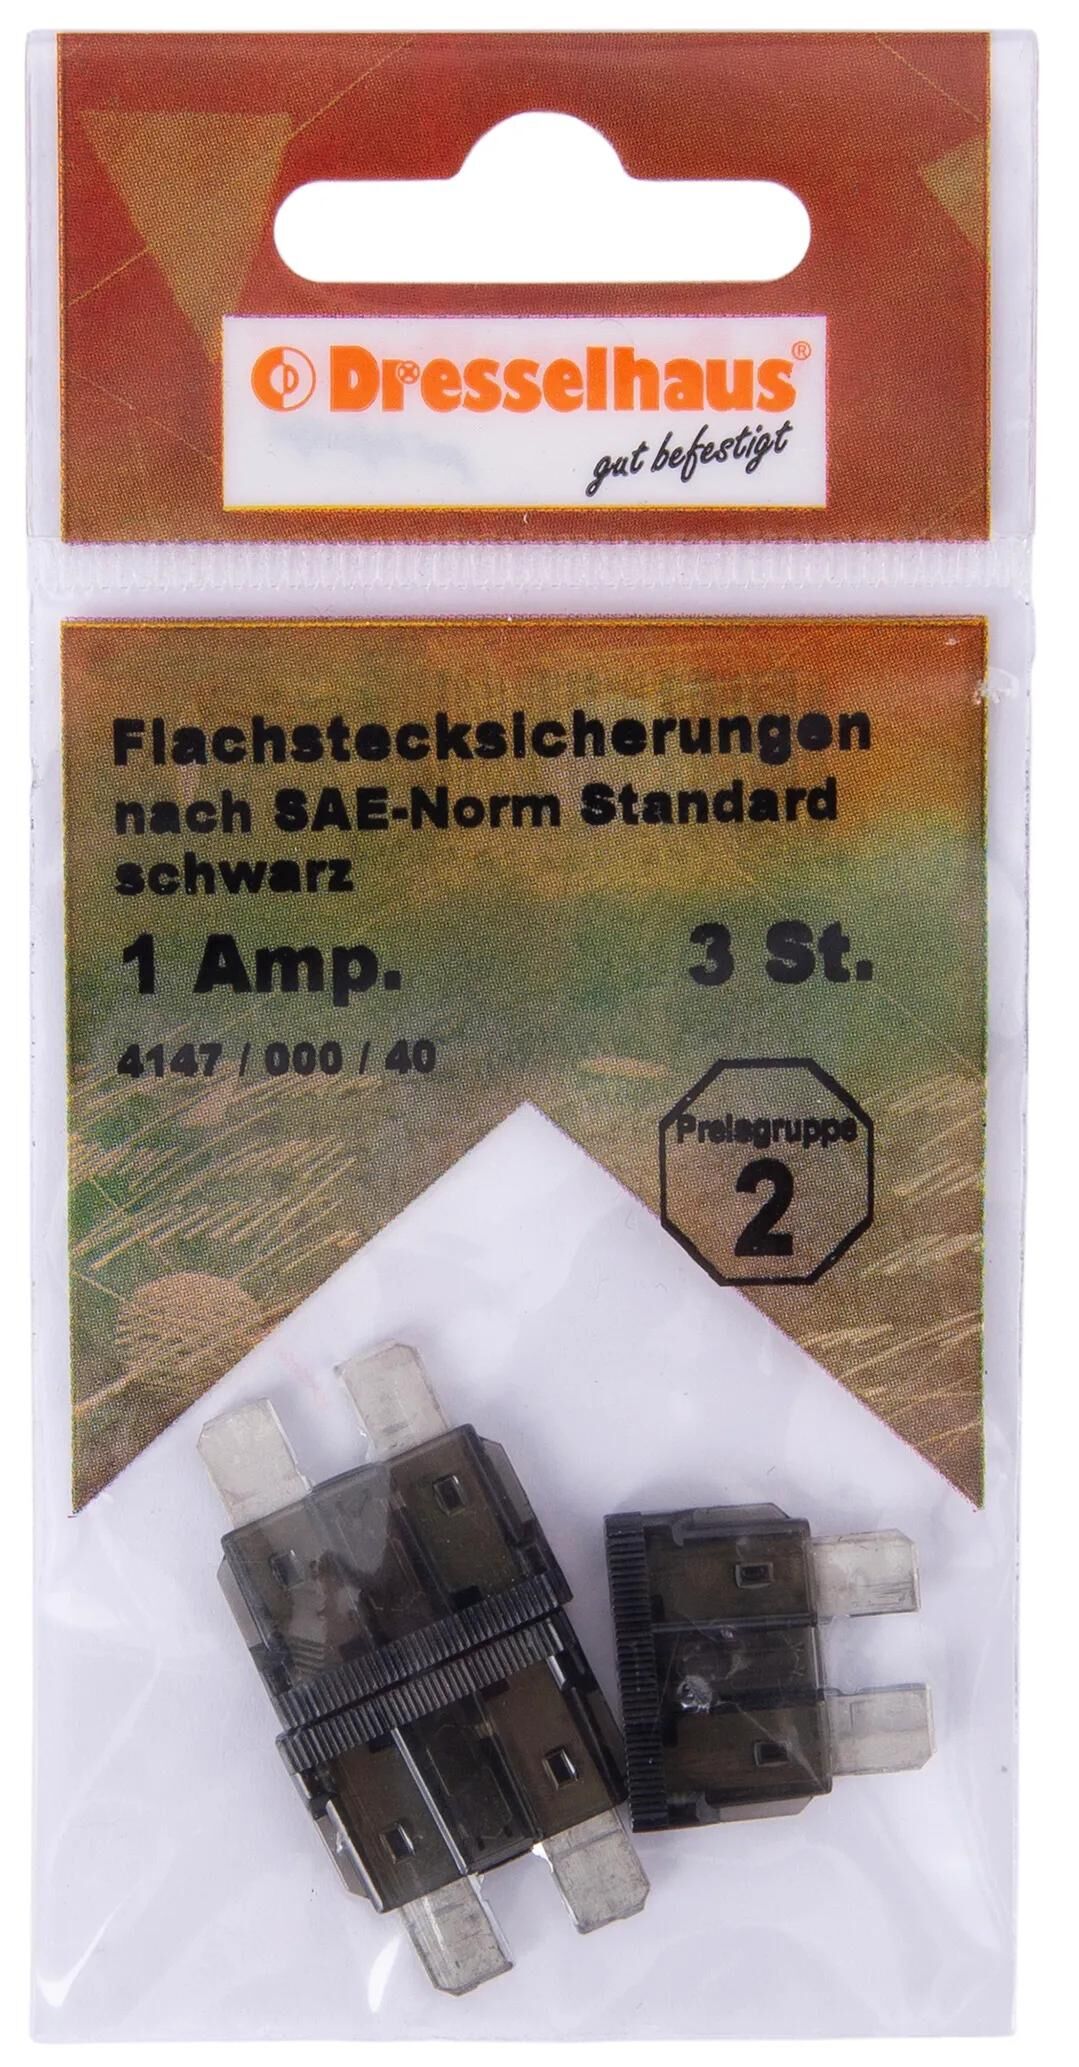 Dresselhaus®
gut befestigt
Flachstecksicherungen
nach SAE-Norm Standard
schwarz
1 Amp. 3 St.
4147 / 000 / 40
Preisgruppe
2